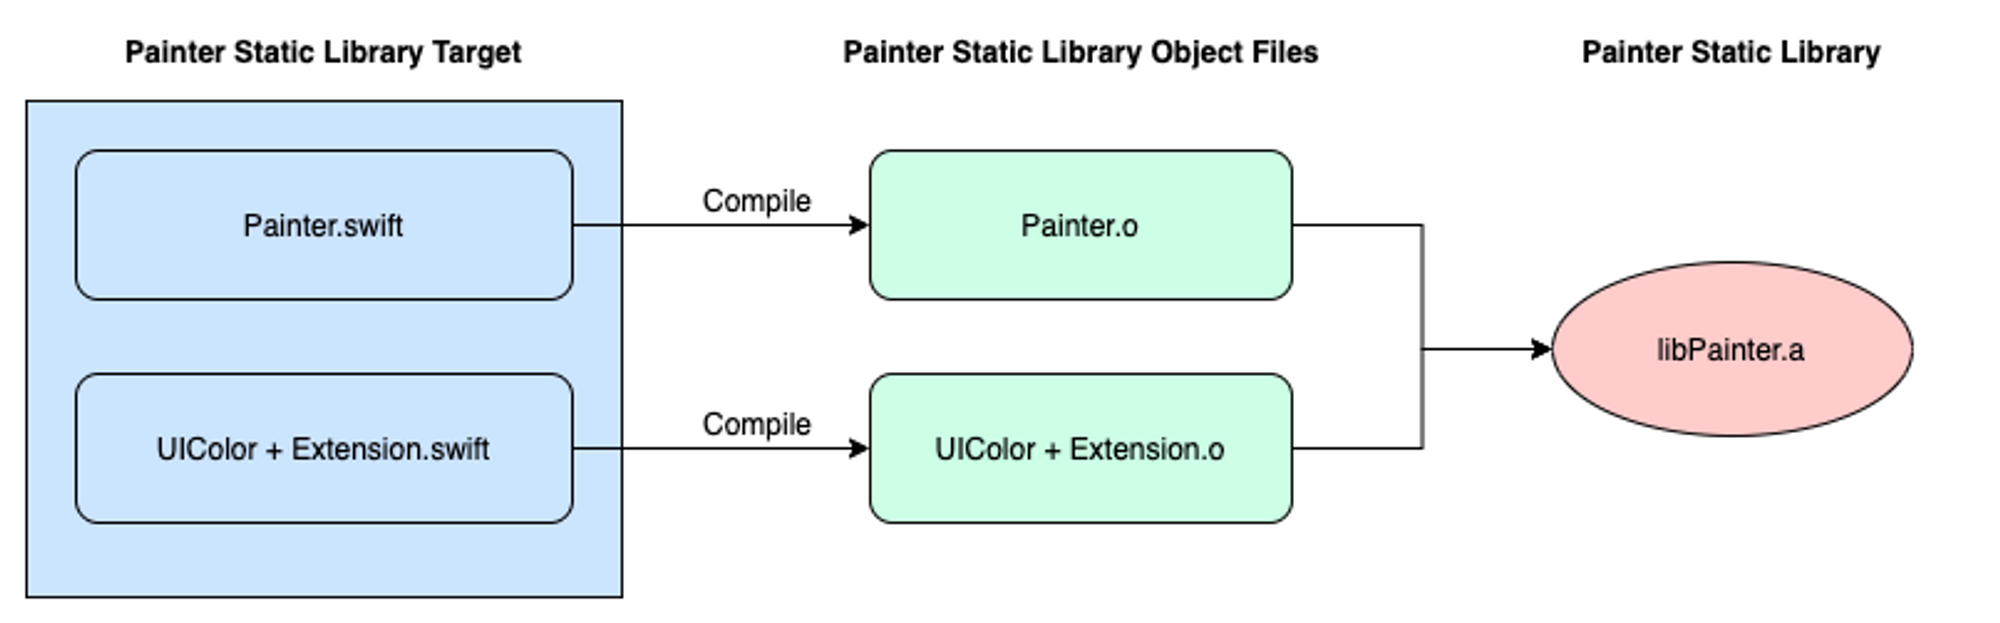 Painter Static Library Target
Painter Static Library Object Files
Painter Static Library
Painter.swift
Compile
Painter.o
libPainter.a
UIColor + Extension.swift
Compile
UIColor + Extension.o